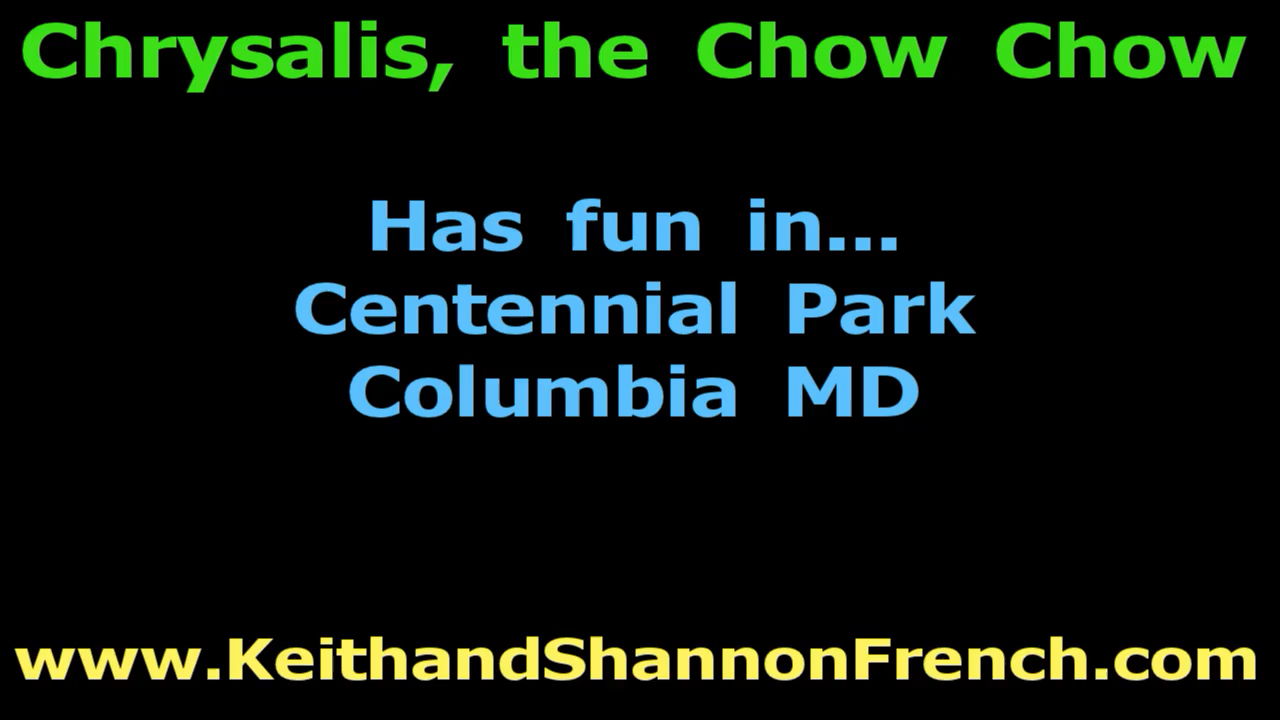 Chrysalis, the Chow Chow
Has fun in...
Centennial Park
Columbia MD
www.KeithandShannonFrench.com